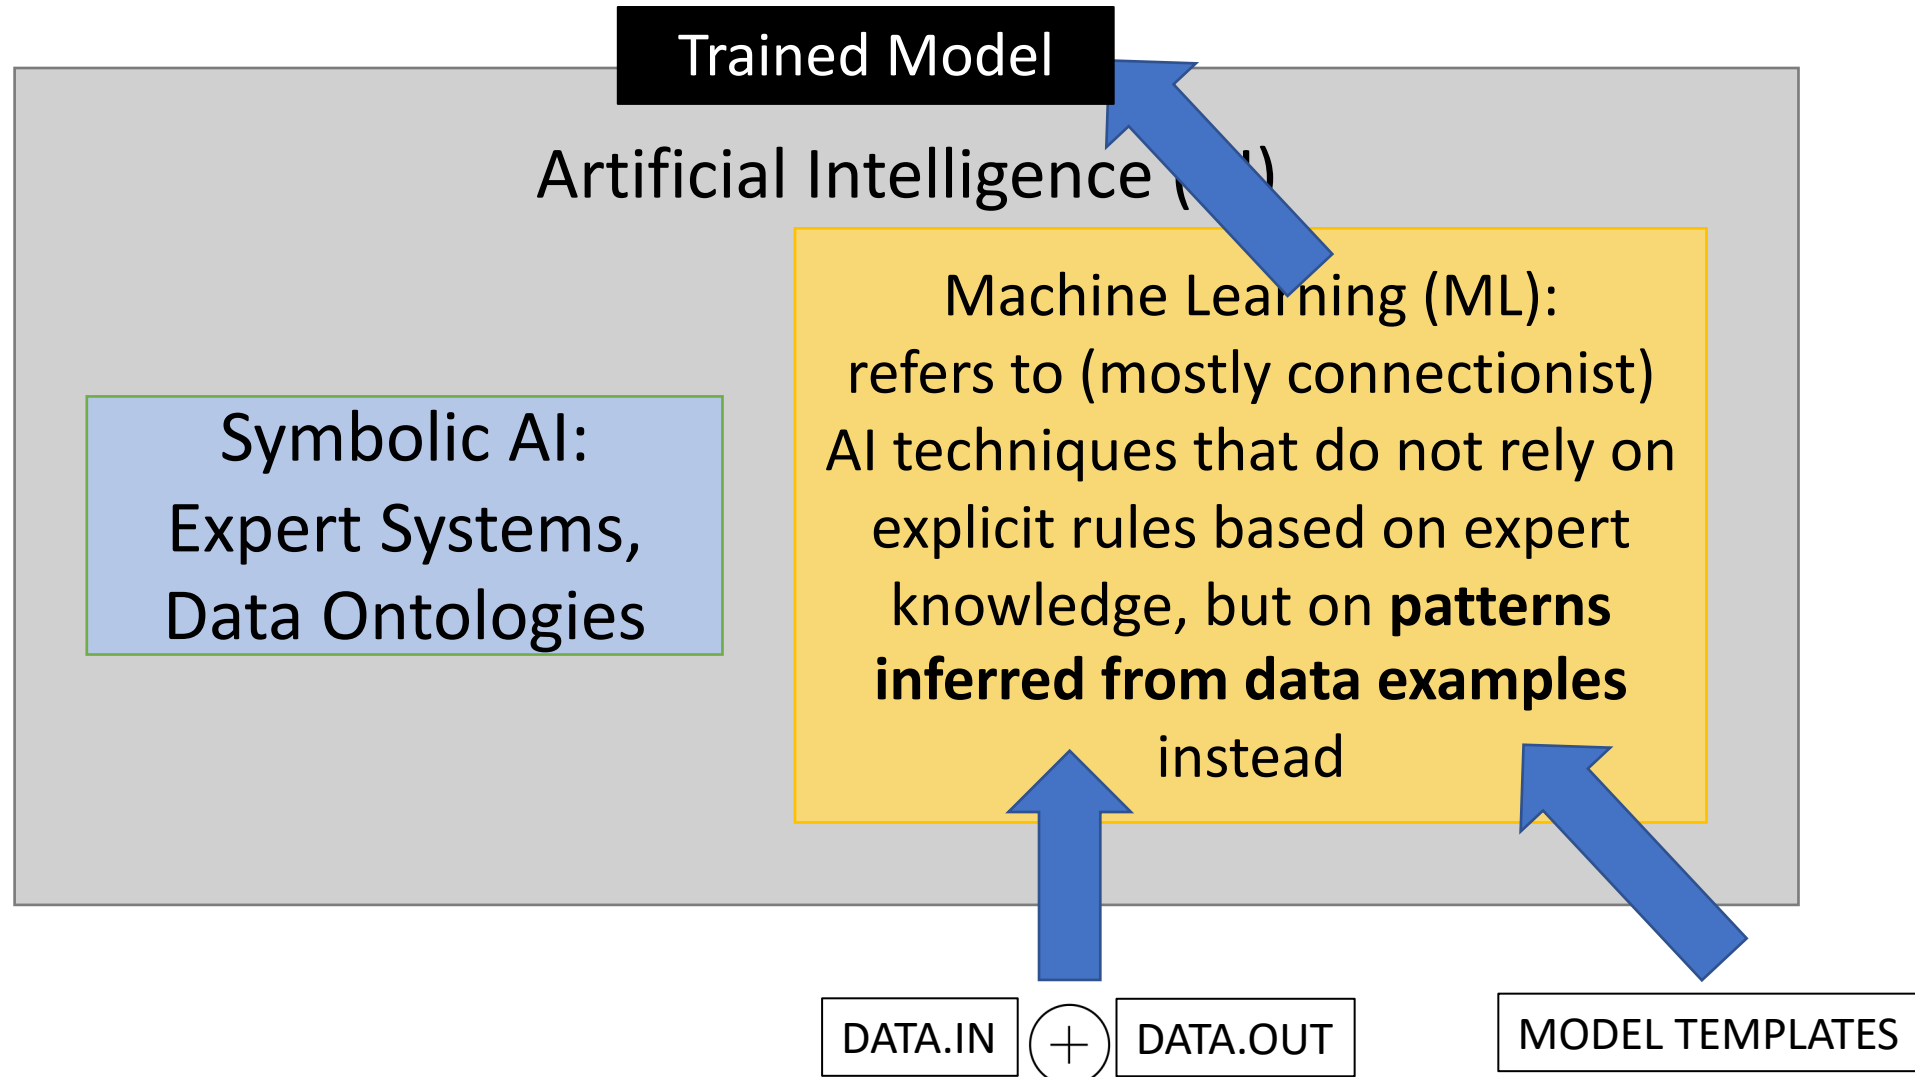 Trained Model
Artificial Intelligence (AI)
Machine Learning (ML):
refers to (mostly connectionist)
AI techniques that do not rely on
explicit rules based on expert
knowledge, but on patterns
inferred from data examples
instead
Symbolic AI:
Expert Systems,
Data Ontologies
DATA.IN + DATA.OUT
MODEL TEMPLATES